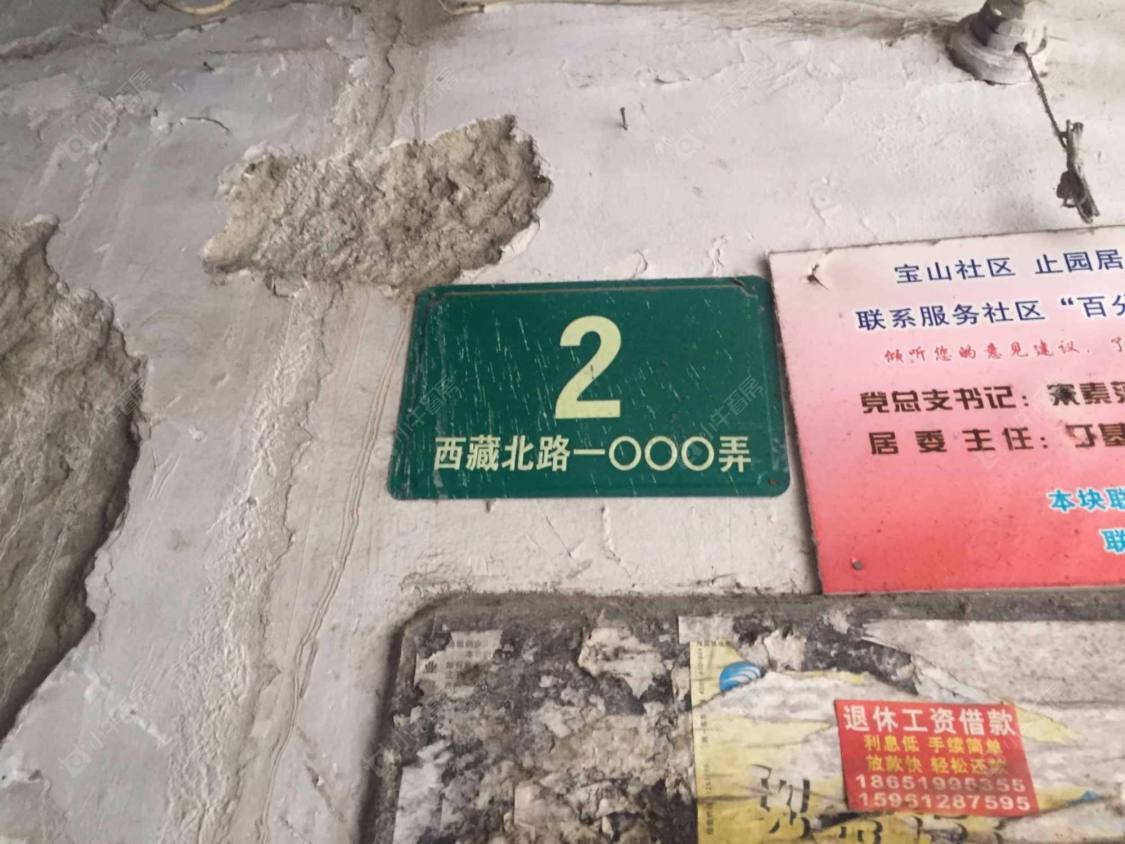 2
西藏北路一〇〇〇弄
宝山社区 止园居
联系服务社区“百分
倾听您的意见建议，了
党总支书记：
居委主任：
本块联
联
退休工资借款
利息低 手续简单
放款快 轻松还款
18651995355
15951287595